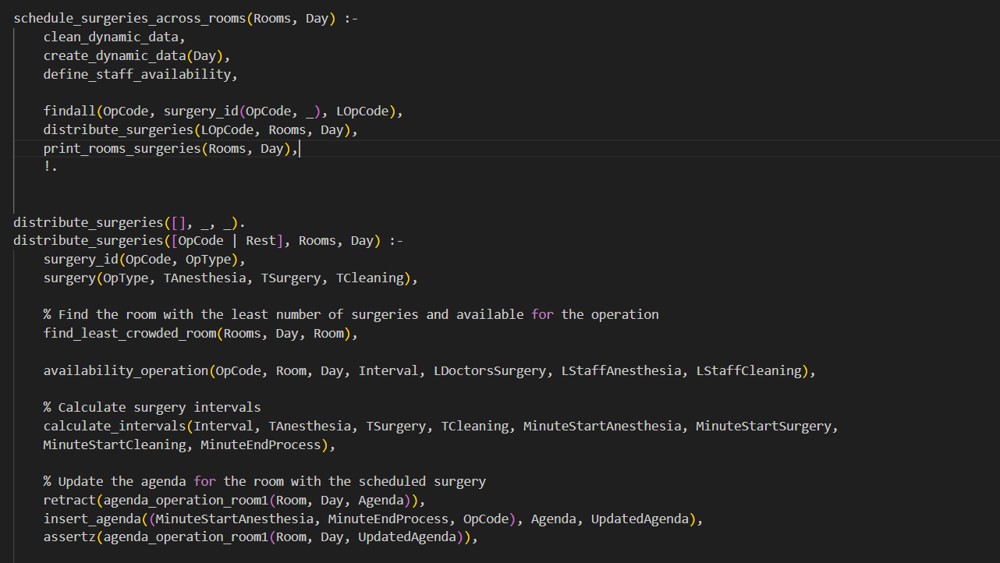 schedule_surgeries_across_rooms(Rooms, Day) :-
    clean_dynamic_data,
    create_dynamic_data(Day),
    define_staff_availability,

    findall(OpCode, surgery_id(OpCode, _), LOpCode),
    distribute_surgeries(LOpCode, Rooms, Day),
    print_rooms_surgeries(Rooms, Day),
    !.

distribute_surgeries([], _, _).
distribute_surgeries([OpCode | Rest], Rooms, Day) :-
    surgery_id(OpCode, OpType),
    surgery(OpType, TAnesthesia, TSurgery, TCleaning),

    % Find the room with the least number of surgeries and available for the operation
    find_least_crowded_room(Rooms, Day, Room),

    availability_operation(OpCode, Room, Day, Interval, LDoctorsSurgery, LStaffAnesthesia, LStaffCleaning),

    % Calculate surgery intervals
    calculate_intervals(Interval, TAnesthesia, TSurgery, TCleaning, MinuteStartAnesthesia, MinuteStartSurgery,
    MinuteStartCleaning, MinuteEndProcess),

    % Update the agenda for the room with the scheduled surgery
    retract(agenda_operation_room1(Room, Day, Agenda)),
    insert_agenda((MinuteStartAnesthesia, MinuteEndProcess, OpCode), Agenda, UpdatedAgenda),
    assertz(agenda_operation_room1(Room, Day, UpdatedAgenda)),